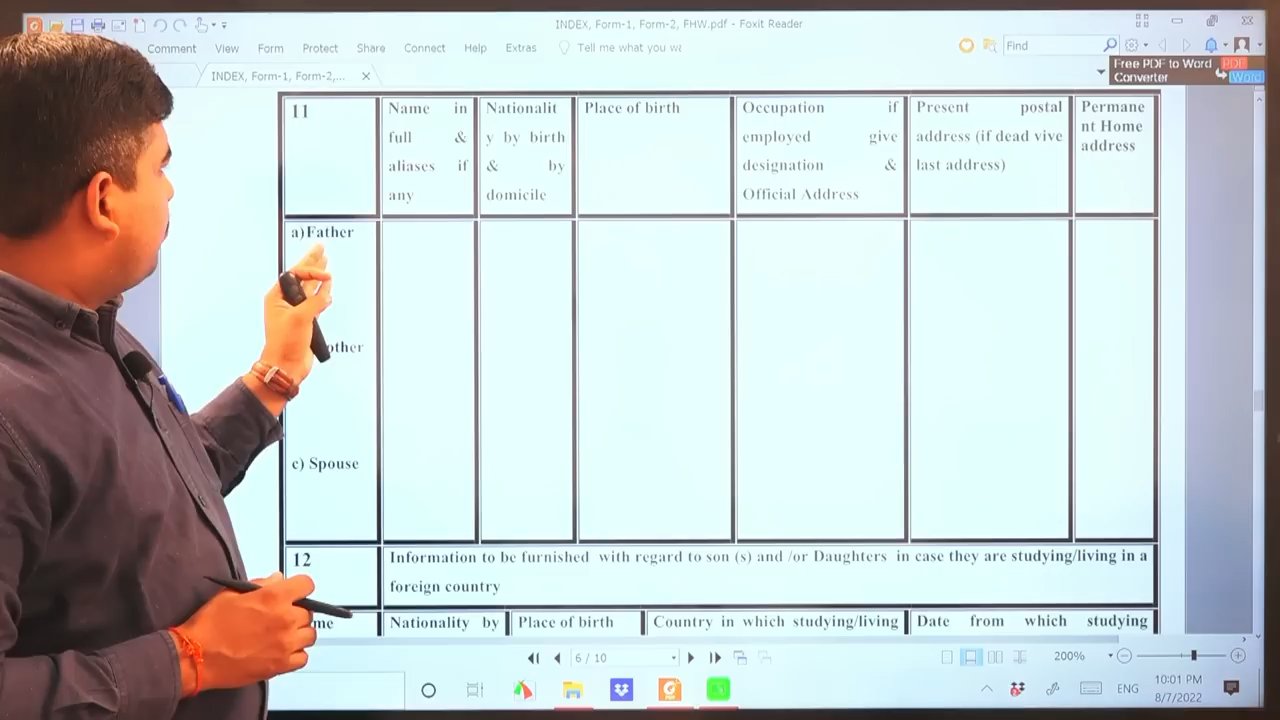 INDEX, Form-1, Form-2, FHW.pdf - Foxit Reader
Comment View Form Protect Share Connect Help Extras Tell me what you Find
INDEX, Form-1, Form-2,...
Free PDF to Word
Converter
PDF
Word
11
Name in
full &
aliases if
any
Nationalit
y by birth
& by
domicile
Place of birth
Occupation if
employed give
designation &
Official Address
Present postal
address (if dead vive
last address)
Permane
nt Home
address
a)Father
other
c) Spouse
12
Information to be furnished with regard to son (s) and /or Daughters in case they are studying/living in a
foreign country
me
Nationality by
Place of birth
Country in which studying/living
Date from which studying
6 / 10
200%
ENG
10:01 PM
8/7/2022